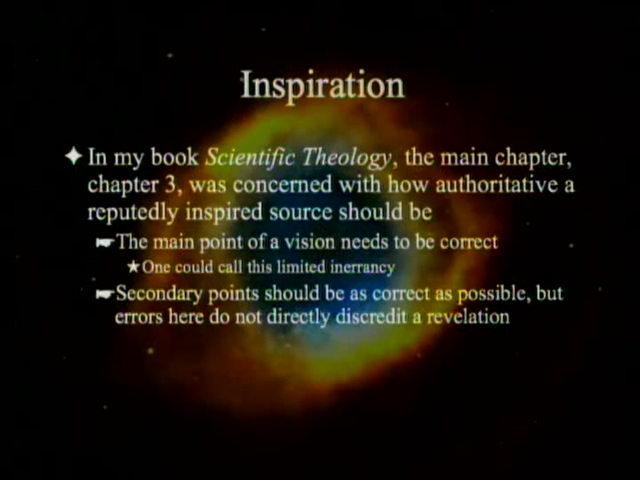 Inspiration
In my book Scientific Theology, the main chapter,
chapter 3, was concerned with how authoritative a
reputedly inspired source should be
The main point of a vision needs to be correct
One could call this limited inerrancy
Secondary points should be as correct as possible, but
errors here do not directly discredit a revelation